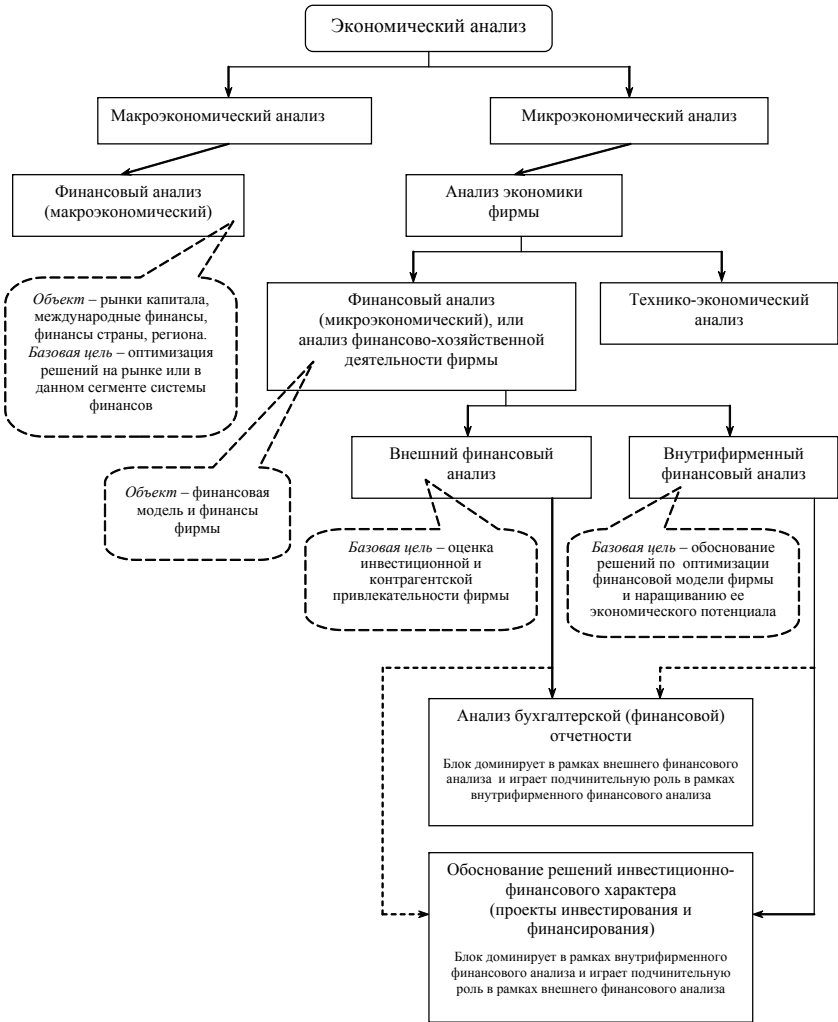 Экономический анализ
Макроэкономический анализ
Микроэкономический анализ
Финансовый анализ
(макроэкономический)
Анализ экономики
фирмы
Объект – рынки капитала,
международные финансы,
финансы страны, региона.
Базовая цель – оптимизация
решений на рынке или в
данном сегменте системы
финансов
Финансовый анализ
(микроэкономический), или
анализ финансово-хозяйственной
деятельности фирмы
Технико-экономический
анализ
Внешний финансовый
анализ
Внутрифирменный
финансовый анализ
Объект – финансовая
модель и финансы
фирмы
Базовая цель – оценка
инвестиционной и
контрагентской
привлекательности фирмы
Базовая цель – обоснование
решений по оптимизации
финансовой модели фирмы
и наращиванию ее
экономического потенциала
Анализ бухгалтерской (финансовой)
отчетности
Блок доминирует в рамках внешнего финансового
анализа и играет подчинительную роль в рамках
внутрифирменного финансового анализа
Обоснование решений инвестиционно-
финансового характера
(проекты инвестирования и
финансирования)
Блок доминирует в рамках внутрифирменного
финансового анализа и играет подчинительную
роль в рамках внешнего финансового анализа